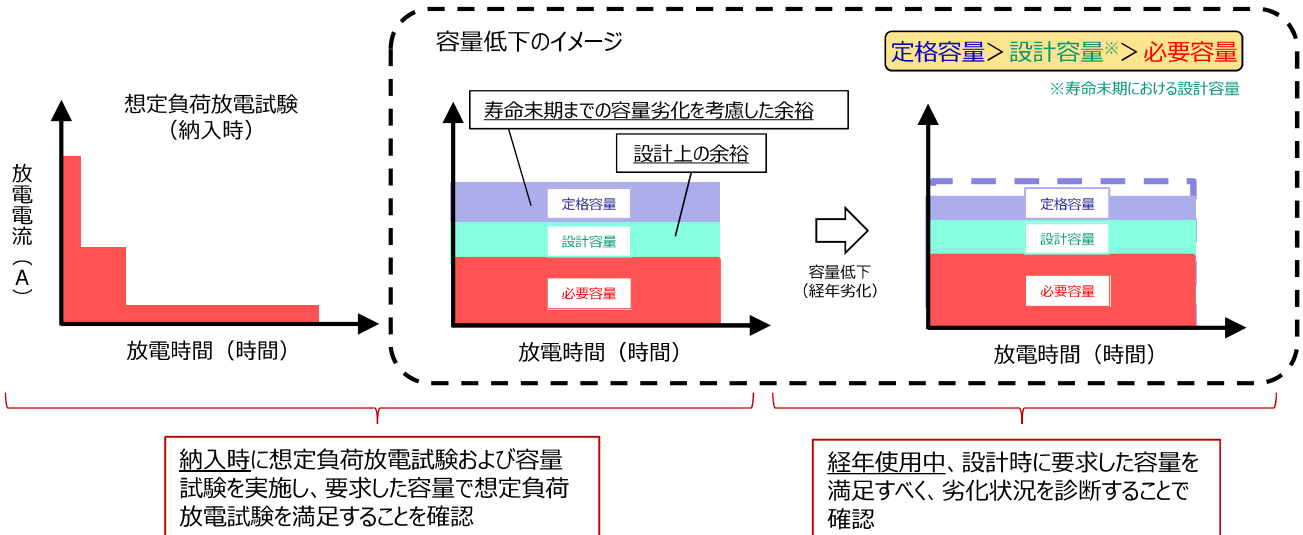 容量低下のイメージ
定格容量＞設計容量※＞必要容量
※寿命末期における設計容量
想定負荷放電試験
（納入時）
放電電流（A）
放電時間（時間）
寿命末期までの容量劣化を考慮した余裕
設計上の余裕
定格容量
設計容量
必要容量
放電時間（時間）
容量低下
（経年劣化）
定格容量
設計容量
必要容量
放電時間（時間）
納入時に想定負荷放電試験および容量
試験を実施し、要求した容量で想定負荷
放電試験を満足することを確認
経年使用中、設計時に要求した容量を
満足すべく、劣化状況を診断することで
確認